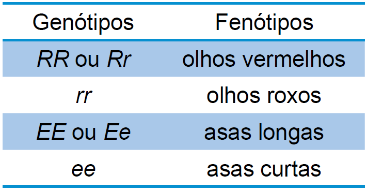 Genótipos Fenótipos
RR ou Rr olhos vermelhos
rr olhos roxos
EE ou Ee asas longas
ee asas curtas